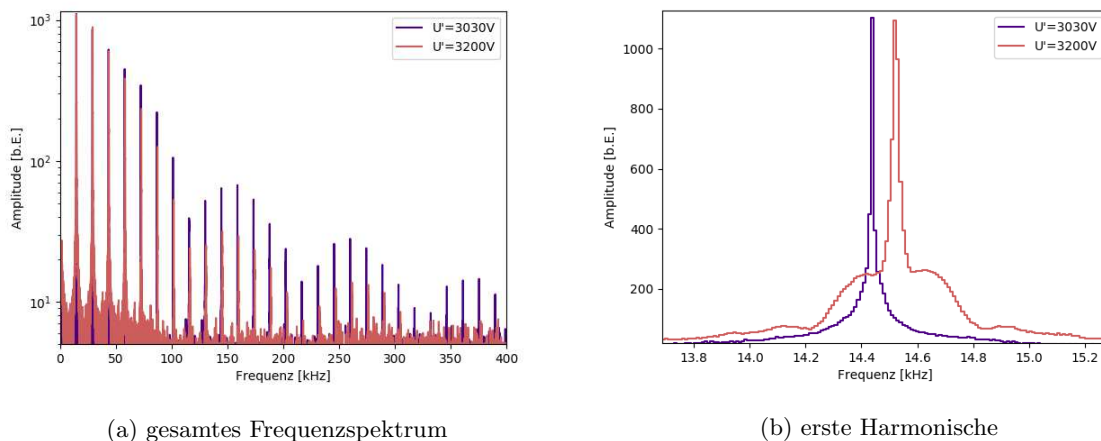 10³
10²
10¹
Amplitude [b.E.]
U'=3030V
U'=3200V
0 50 100 150 200 250 300 350 400
Frequenz [kHz]
(a) gesamtes Frequenzspektrum
1000
800
600
400
200
Amplitude [b.E.]
U'=3030V
U'=3200V
13.8 14.0 14.2 14.4 14.6 14.8 15.0 15.2
Frequenz [kHz]
(b) erste Harmonische